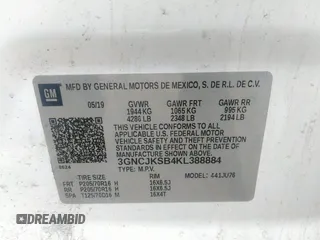 GM
MFD BY GENERAL MOTORS DE MEXICO, S. DE R.L. DE C.V.
05/19 GVWR GAWR FRT GAWR RR
1944 KG 1065 KG 995 KG
4286 LB 2348 LB 2194 LB
THIS VEHICLE CONFORMS TO ALL
APPLICABLE U.S. FEDERAL MOTOR
VEHICLE SAFETY AND THEFT PREVENTION
STANDARDS IN EFFECT ON THE DATE OF
MANUFACTURE SHOWN ABOVE.
3GNCJKSB4KL388884
TYPE: M.P.V.
TIRE SIZE RIM
FRT P205/70R16 H 16X6.5J
RR P205/70R16 H 16X6.5J
SPA 16X4T
© IAAI.COM